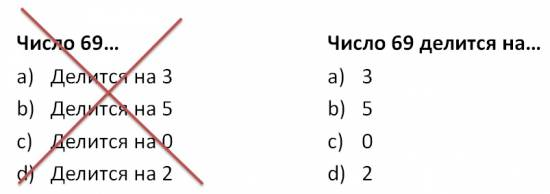 Число 69...
a) Делится на 3
b) Делится на 5
c) Делится на 0
d) Делится на 2
Число 69 делится на...
a) 3
b) 5
c) 0
d) 2